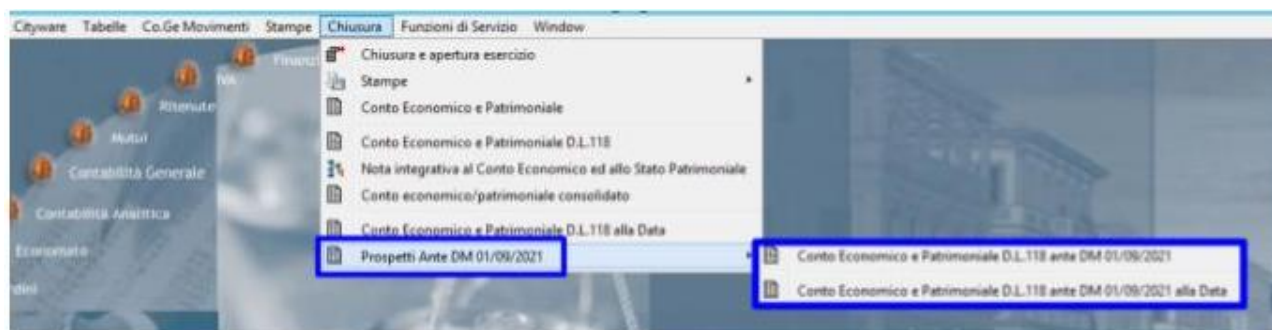 Cityware Tabelle Co.Ge Movimenti Stampe Chiusura Funzioni di Servizio Window
Chiusura e apertura esercizio
Stampe
Conto Economico e Patrimoniale
Conto Economico e Patrimoniale D.L.118
Nota integrativa al Conto Economico ed allo Stato Patrimoniale
Conto economico/patrimoniale consolidato
Conto Economico e Patrimoniale D.L.118 alla Data
Prospetti Ante DM 01/09/2021
Conto Economico e Patrimoniale D.L.118 ante DM 01/09/2021
Conto Economico e Patrimoniale D.L.118 ante DM 01/09/2021 alla Data
IVA
Ritenute
Mutui
Contabilità Generale
Contabilità Analitica
Economato